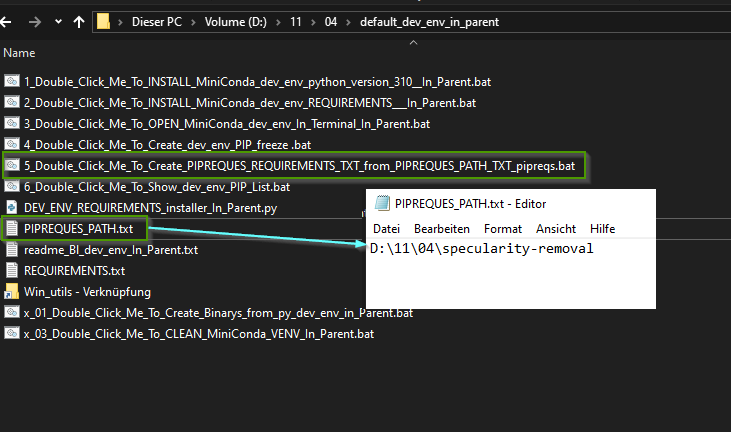 Dieser PC > Volume (D:) > 11 > 04 > default_dev_env_in_parent
Name
1_Double_Click_Me_To_INSTALL_MiniConda_dev_env_python_version_310__In_Parent.bat
2_Double_Click_Me_To_INSTALL_MiniConda_dev_env_REQUIREMENTS___In_Parent.bat
3_Double_Click_Me_To_OPEN_MiniConda_dev_env_In_Terminal_In_Parent.bat
4_Double_Click_Me_To_Create_dev_env_PIP_freeze .bat
5_Double_Click_Me_To_Create_PIPREQUES_REQUIREMENTS_TXT_from_PIPREQUES_PATH_TXT_pipreqs.bat
6_Double_Click_Me_To_Show_dev_env_PIP_List.bat
DEV_ENV_REQUIREMENTS_installer_In_Parent.py
PIPREQUES_PATH.txt
readme_BI_dev_env_In_Parent.txt
REQUIREMENTS.txt
Win_utils - Verknüpfung
x_01_Double_Click_Me_To_Create_Binarys_from_py_dev_env_in_Parent.bat
x_03_Double_Click_Me_To_CLEAN_MiniConda_VENV_In_Parent.bat
PIPREQUES_PATH.txt - Editor
Datei Bearbeiten Format Ansicht Hilfe
D:\11\04\specularity-removal